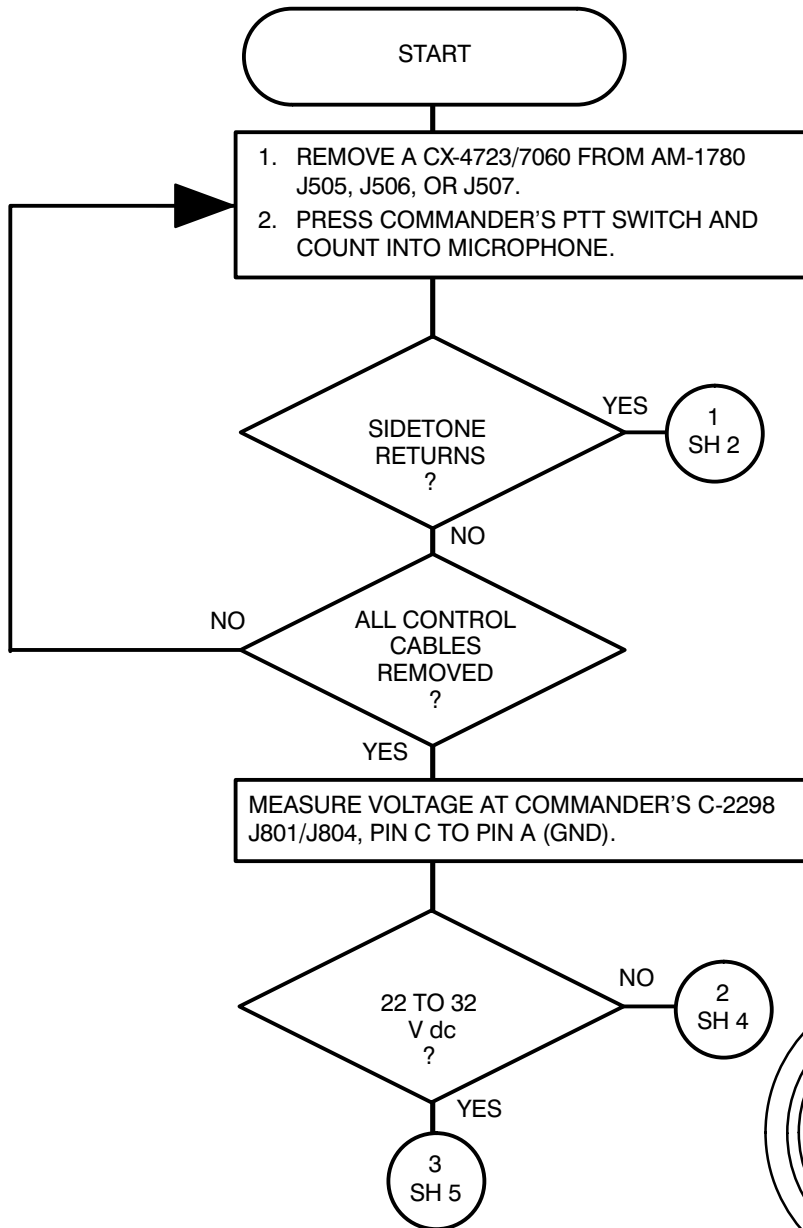 START
1. REMOVE A CX-4723/7060 FROM AM-1780
J505, J506, OR J507.
2. PRESS COMMANDER'S PTT SWITCH AND
COUNT INTO MICROPHONE.
SIDETONE
RETURNS
?
YES
1
SH 2
NO
ALL CONTROL
CABLES
REMOVED
?
NO
YES
MEASURE VOLTAGE AT COMMANDER'S C-2298
J801/J804, PIN C TO PIN A (GND).
22 TO 32
V dc
?
NO
2
SH 4
YES
3
SH 5